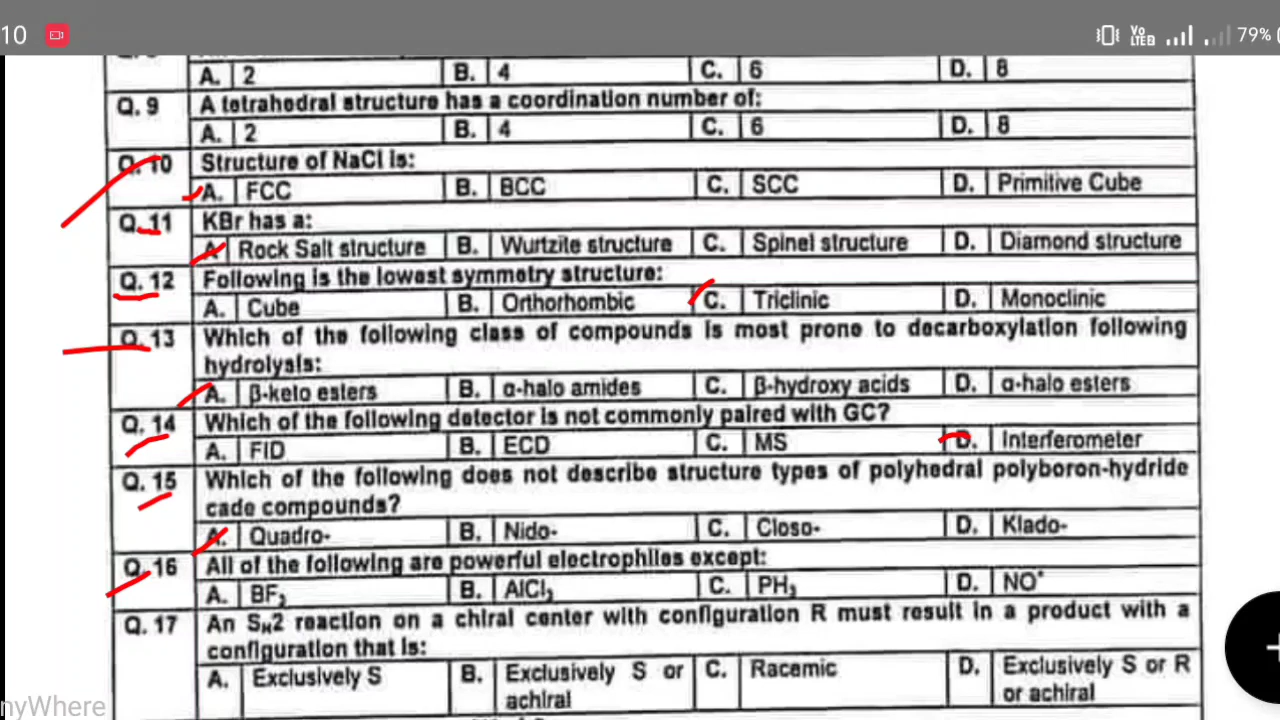 10
Vo
LTE2
79%
A. 2 B. 4 C. 6 D. 8
Q. 9 A tetrahedral structure has a coordination number of:
A. 2 B. 4 C. 6 D. 8
Q. 10 Structure of NaCl is:
A. FCC B. BCC C. SCC D. Primitive Cube
Q. 11 KBr has a:
A. Rock Salt structure B. Wurtzite structure C. Spinel structure D. Diamond structure
Q. 12 Following is the lowest symmetry structure:
A. Cube B. Orthorhombic C. Triclinic D. Monoclinic
Q. 13 Which of the following class of compounds is most prone to decarboxylation following
hydrolysis:
A. β-keto esters B. α-halo amides C. β-hydroxy acids D. α-halo esters
Q. 14 Which of the following detector is not commonly paired with GC?
A. FID B. ECD C. MS D. Interferometer
Q. 15 Which of the following does not describe structure types of polyhedral polyboron-hydride
cade compounds?
A. Quadro- B. Nido- C. Closo- D. Klado-
Q. 16 All of the following are powerful electrophiles except:
A. BF₃ B. AlCl₃ C. PH₃ D. NO⁺
Q. 17 An SN2 reaction on a chiral center with configuration R must result in a product with a
configuration that is:
A. Exclusively S B. Exclusively S or C. Racemic D. Exclusively S or R
achiral or achiral
nyWhere